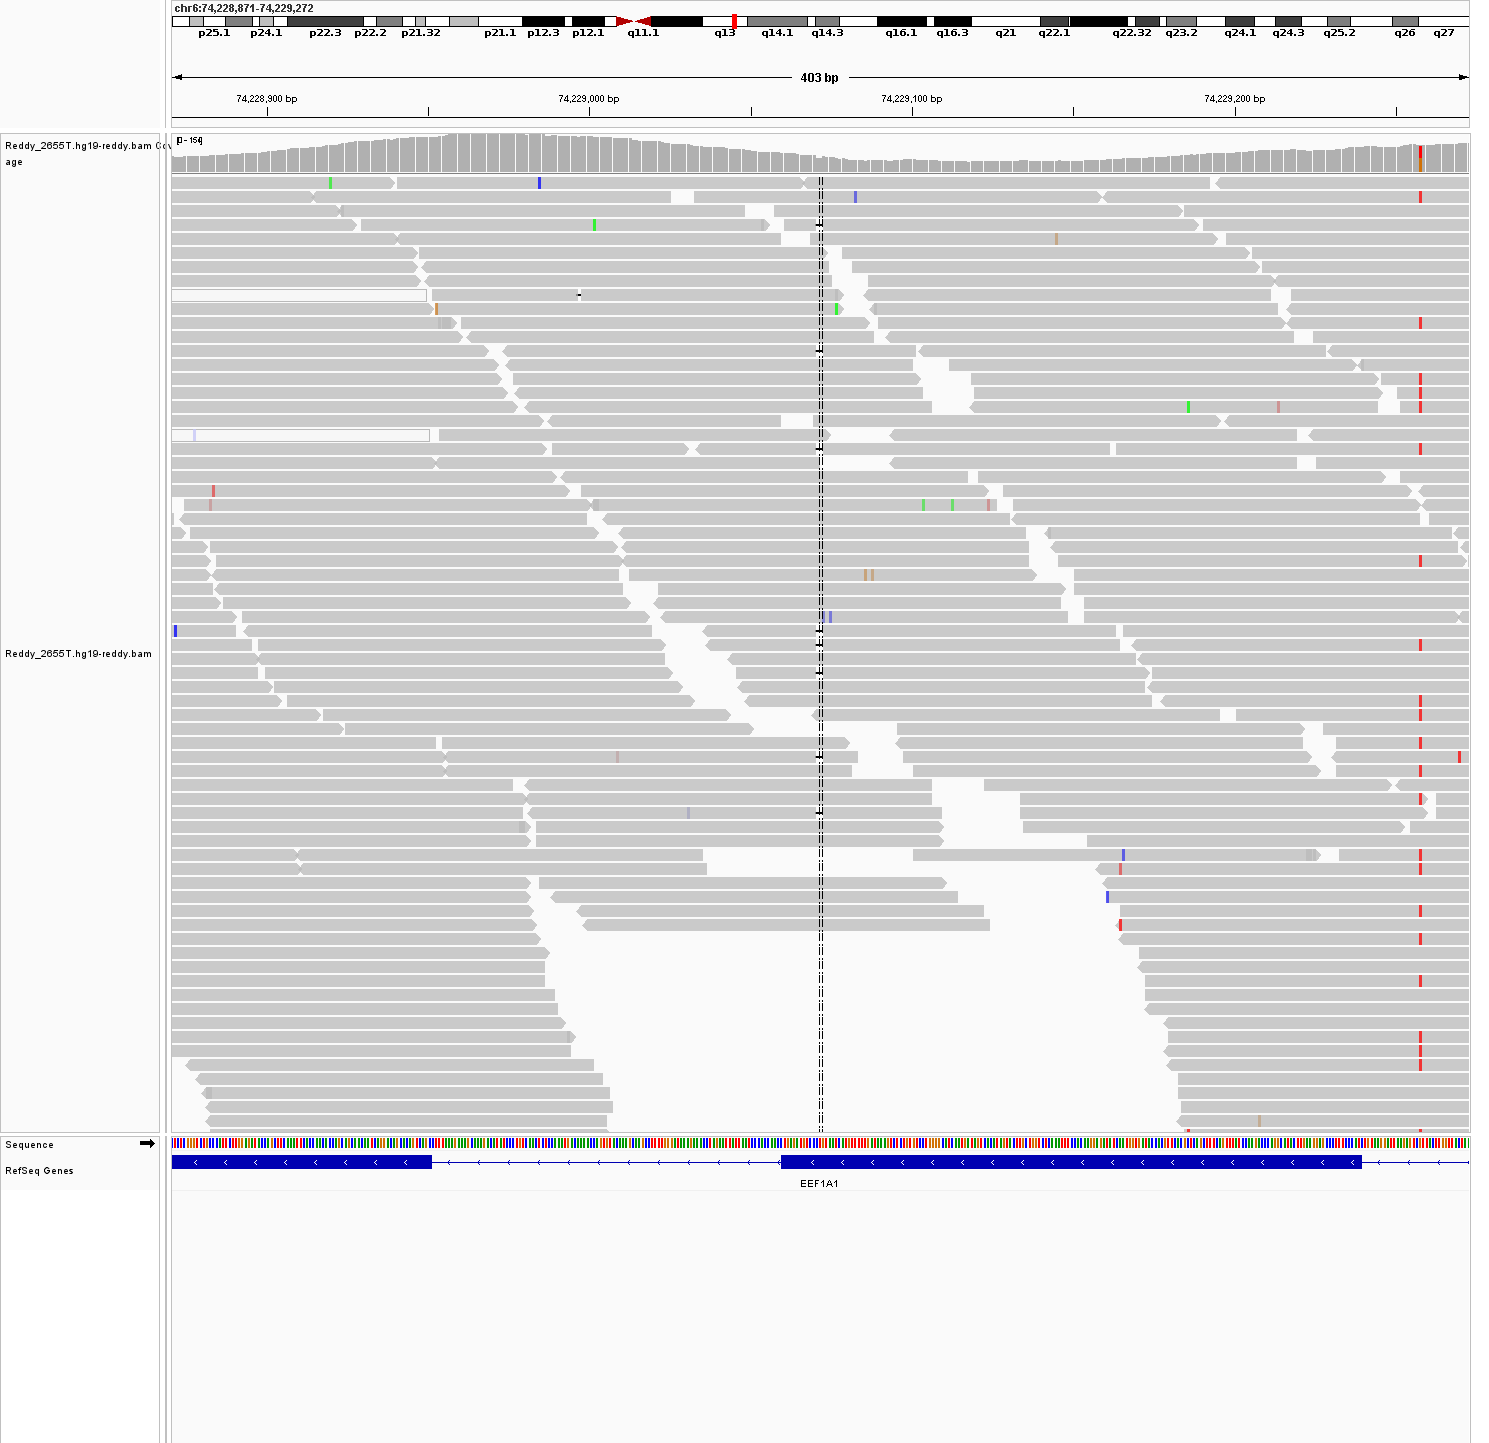 chr6:74,228,871-74,229,272
p25.1 p24.1 p22.3 p22.2 p21.32 p21.1 p12.3 p12.1 q11.1 q13 q14.1 q14.3 q16.1 q16.3 q21 q22.1 q22.32 q23.2 q24.1 q24.3 q25.2 q26 q27
403 bp
74,228,900 bp 74,229,000 bp 74,229,100 bp 74,229,200 bp
[0 - 154]
Reddy_2655T.hg19-reddy.bam Cov
age
Reddy_2655T.hg19-reddy.bam
Sequence
RefSeq Genes
EEF1A1